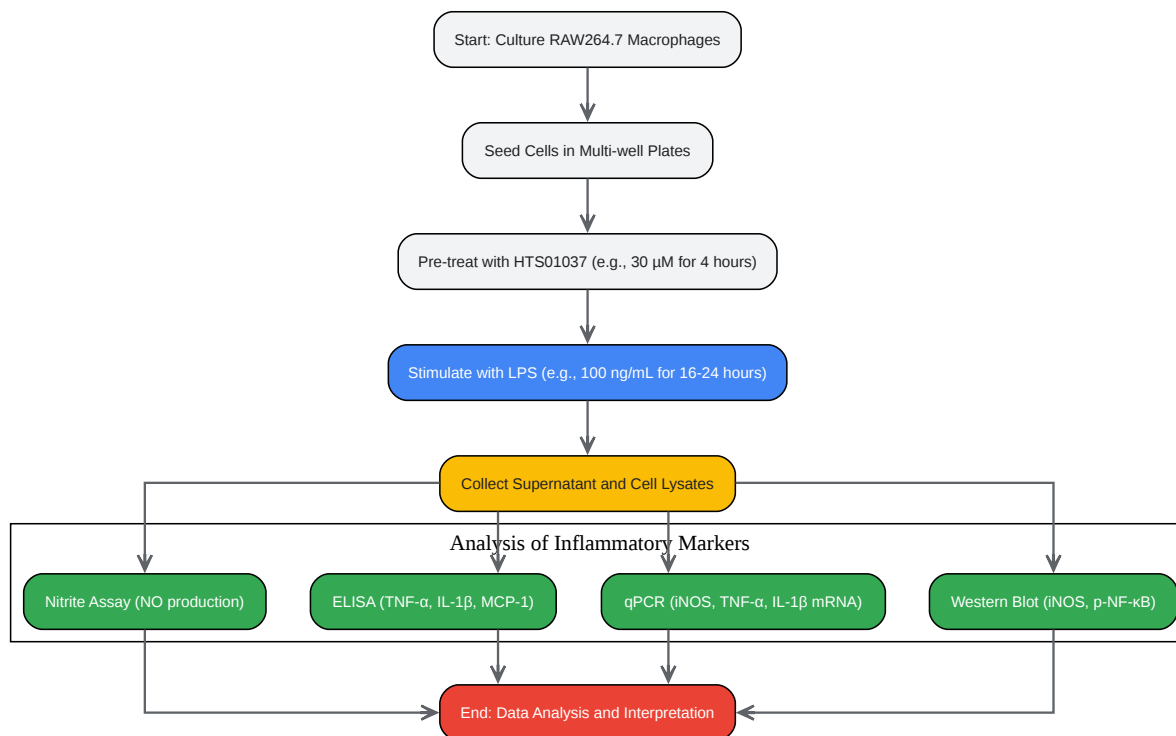 Start: Culture RAW264.7 Macrophages
Seed Cells in Multi-well Plates
Pre-treat with HTS01037 (e.g., 30 µM for 4 hours)
Stimulate with LPS (e.g., 100 ng/mL for 16-24 hours)
Collect Supernatant and Cell Lysates
Analysis of Inflammatory Markers
Nitrite Assay (NO production)
ELISA (TNF-α, IL-1β, MCP-1)
qPCR (iNOS, TNF-α, IL-1β mRNA)
Western Blot (iNOS, p-NF-κB)
End: Data Analysis and Interpretation